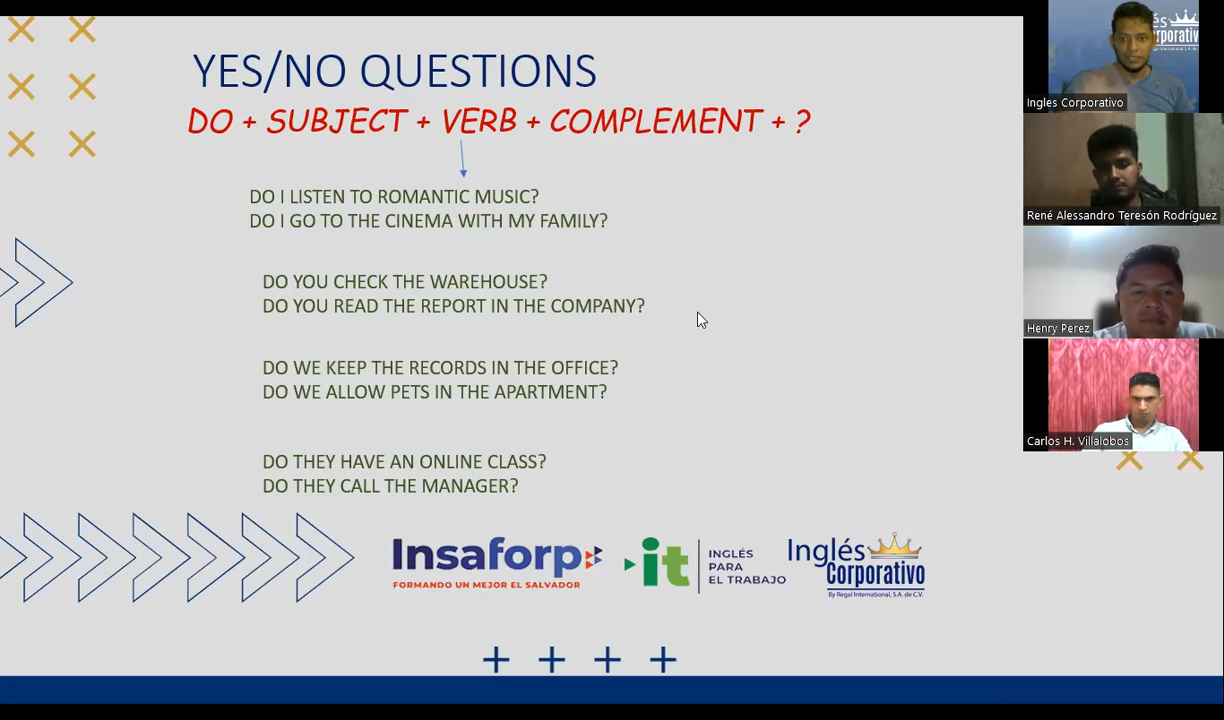 YES/NO QUESTIONS
DO + SUBJECT + VERB + COMPLEMENT + ?
DO I LISTEN TO ROMANTIC MUSIC?
DO I GO TO THE CINEMA WITH MY FAMILY?
DO YOU CHECK THE WAREHOUSE?
DO YOU READ THE REPORT IN THE COMPANY?
DO WE KEEP THE RECORDS IN THE OFFICE?
DO WE ALLOW PETS IN THE APARTMENT?
DO THEY HAVE AN ONLINE CLASS?
DO THEY CALL THE MANAGER?
Insaforp
FORMANDO UN MEJOR EL SALVADOR
it
INGLÉS
PARA
EL TRABAJO
Inglés
Corporativo
By Regal International, S.A. de C.V.
és
rporativo
Ingles Corporativo
René Alessandro Teresón Rodríguez
Henry Perez
Carlos H. Villalobos